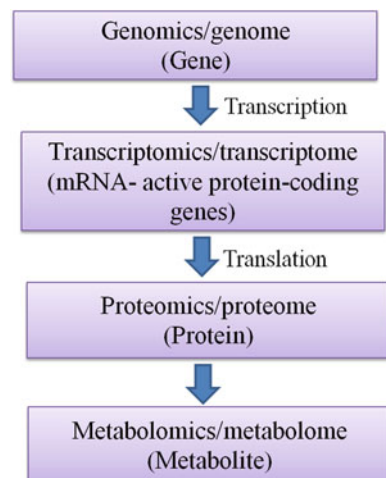 Genomics/genome
(Gene)
Transcription
Transcriptomics/transcriptome
(mRNA- active protein-coding
genes)
Translation
Proteomics/proteome
(Protein)
Metabolomics/metabolome
(Metabolite)